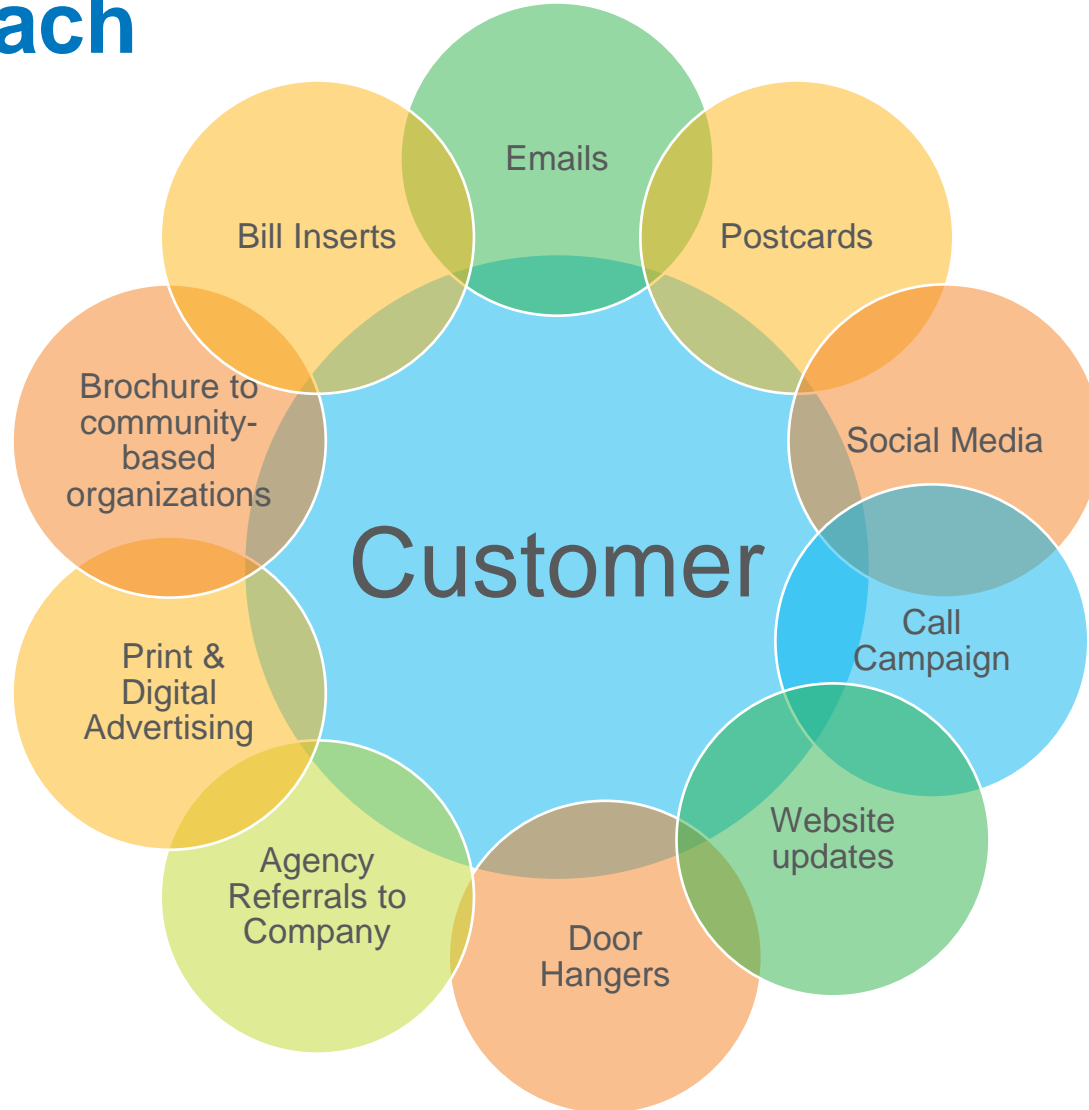 ach
Emails
Bill Inserts
Postcards
Brochure to
community-
based
organizations
Social Media
Customer
Call
Campaign
Print &
Digital
Advertising
Website
updates
Agency
Referrals to
Company
Door
Hangers